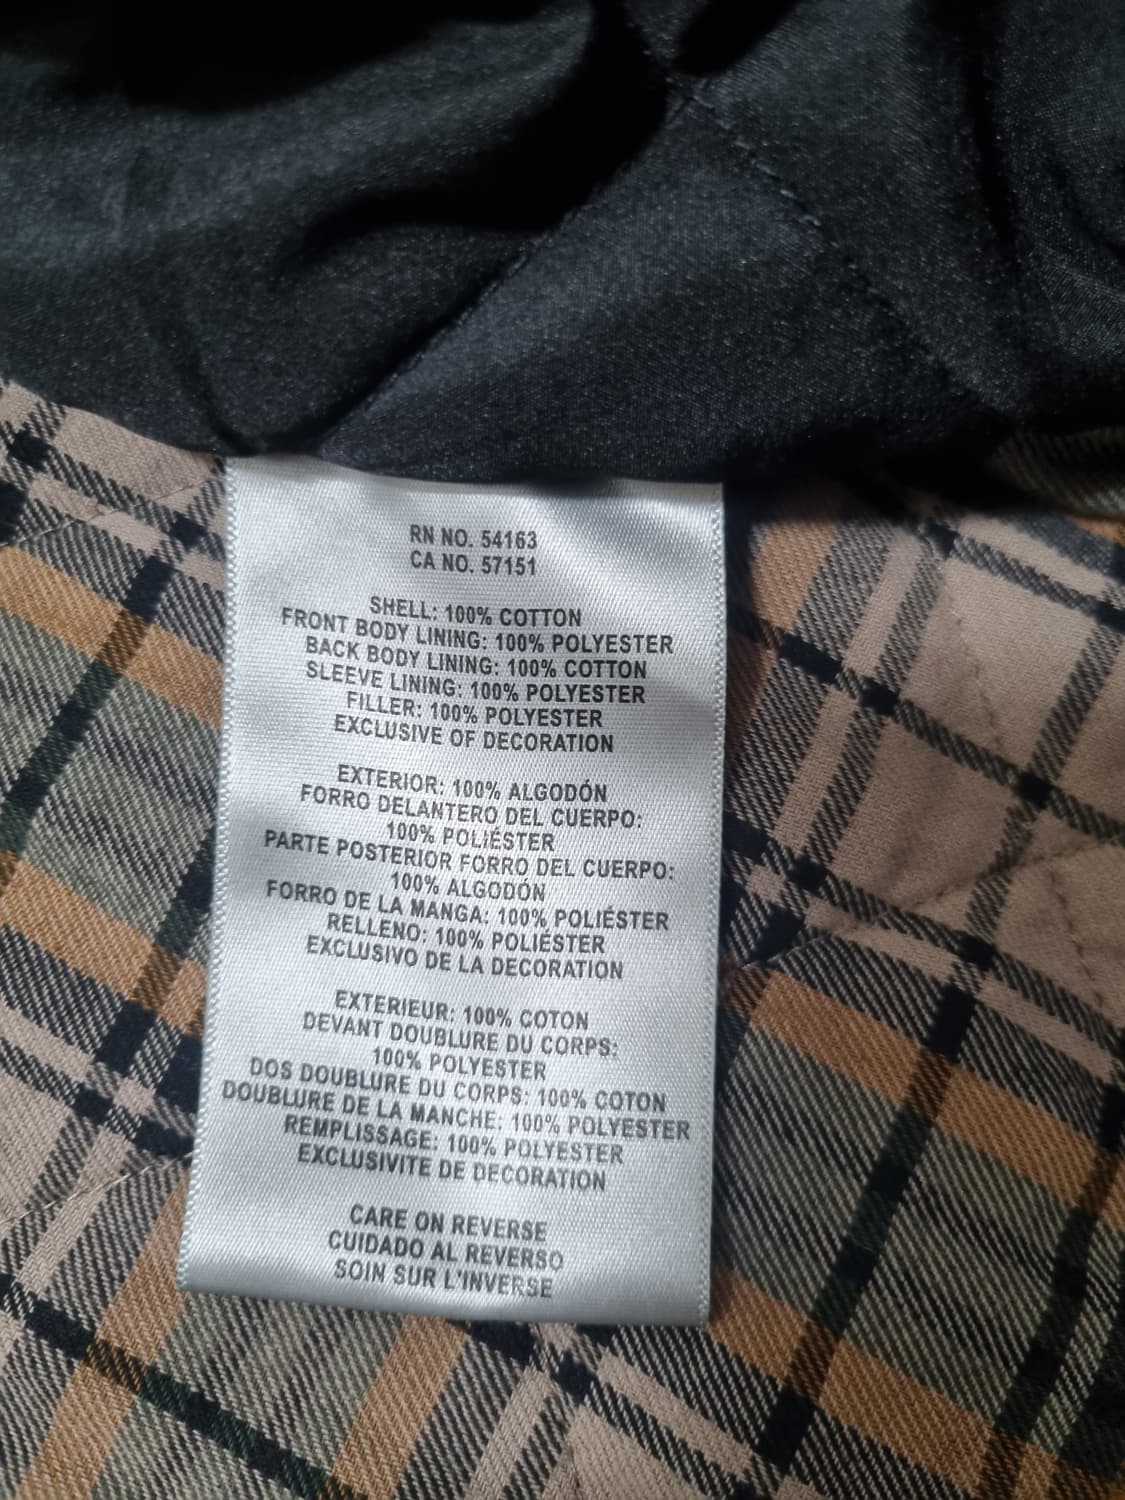 RN NO. 54163
CA NO. 57151
SHELL: 100% COTTON
FRONT BODY LINING: 100% POLYESTER
BACK BODY LINING: 100% COTTON
SLEEVE LINING: 100% POLYESTER
FILLER: 100% POLYESTER
EXCLUSIVE OF DECORATION
EXTERIOR: 100% ALGODÓN
FORRO DELANTERO DEL CUERPO:
100% POLIÉSTER
PARTE POSTERIOR FORRO DEL CUERPO:
100% ALGODÓN
FORRO DE LA MANGA: 100% POLIÉSTER
RELLENO: 100% POLIÉSTER
EXCLUSIVO DE LA DECORATION
EXTERIEUR: 100% COTON
DEVANT DOUBLURE DU CORPS:
100% POLYESTER
DOS DOUBLURE DU CORPS: 100% COTON
DOUBLURE DE LA MANCHE: 100% POLYESTER
REMPLISSAGE: 100% POLYESTER
EXCLUSIVITE DE DECORATION
CARE ON REVERSE
CUIDADO AL REVERSO
SOIN SUR L'INVERSE